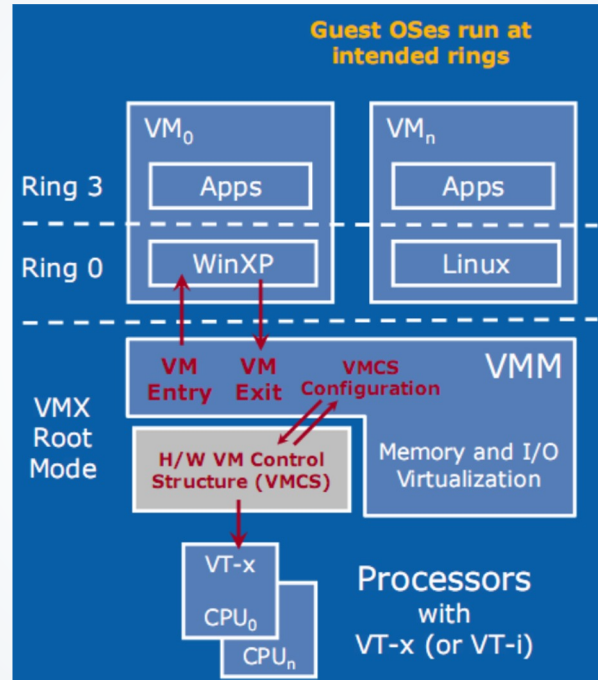 Guest OSes run at
intended rings
VM0
VMn
Ring 3
Apps
Apps
Ring 0
WinXP
Linux
VM
Entry
VM
Exit
VMCS
Configuration
VMM
VMX
Root
Mode
H/W VM Control
Structure (VMCS)
Memory and I/O
Virtualization
VT-x
CPU0
CPUn
Processors
with
VT-x (or VT-i)